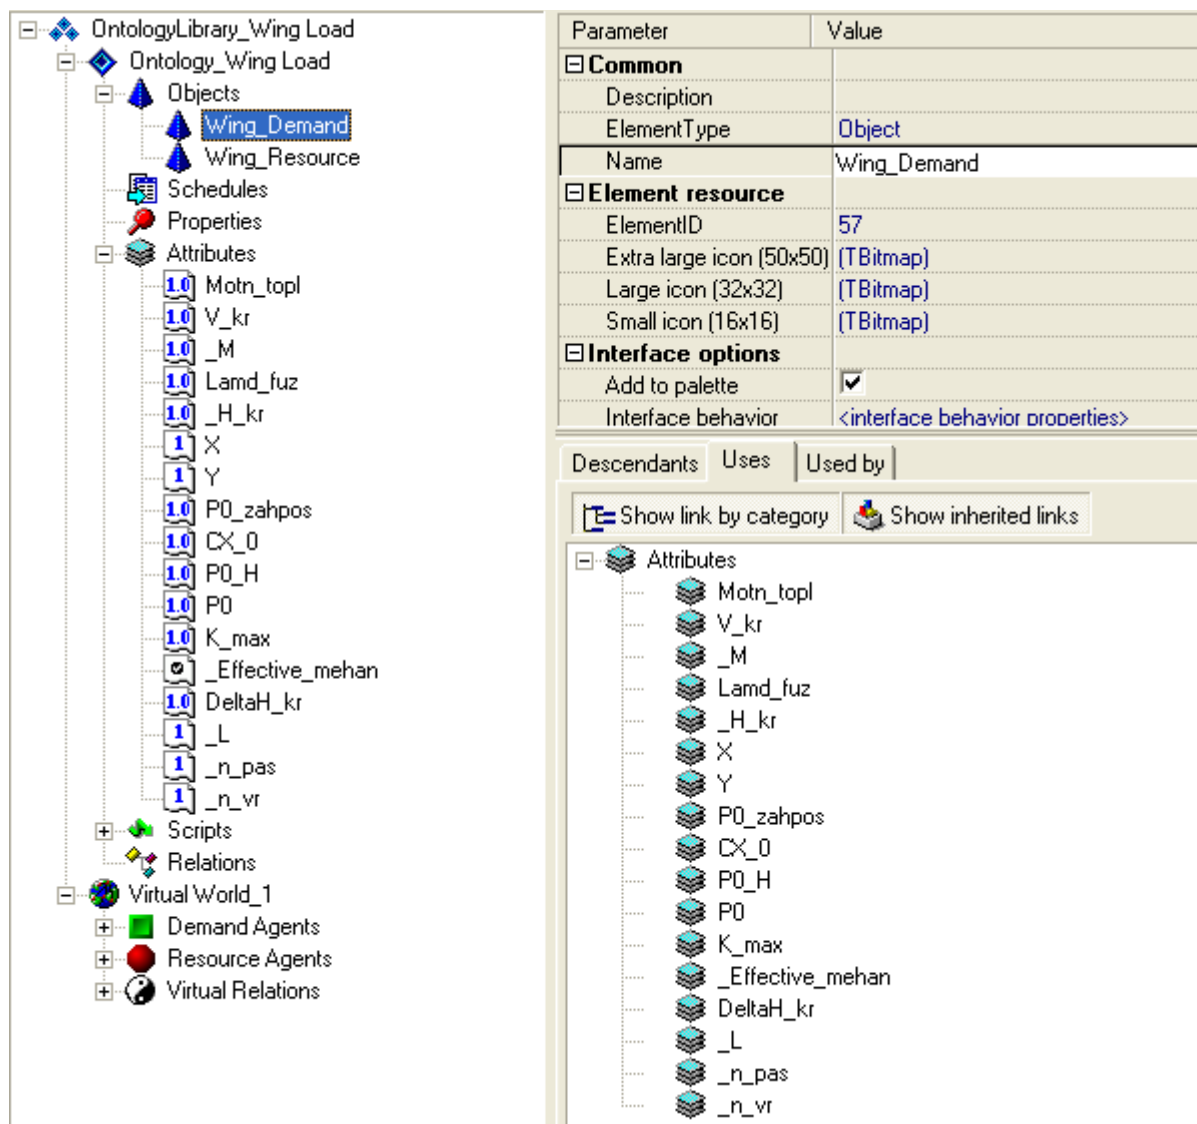 OntologyLibrary_Wing Load
Ontology_Wing Load
Objects
Wing_Demand
Wing_Resource
Schedules
Properties
Attributes
1.0 Motn_topl
1.0 V_kr
1.0 _M
1.0 Lamd_fuz
1.0 _H_kr
1 X
1 Y
1.0 P0_zahpos
1.0 CX_0
1.0 P0_H
1.0 P0
1.0 K_max
_Effective_mehan
1.0 DeltaH_kr
1 _L
1 _n_pas
1 _n_vr
Scripts
Relations
Virtual World_1
Demand Agents
Resource Agents
Virtual Relations
Parameter Value
Common
Description
ElementType Object
Name Wing_Demand
Element resource
ElementID 57
Extra large icon (50x50) (TBitmap)
Large icon (32x32) (TBitmap)
Small icon (16x16) (TBitmap)
Interface options
Add to palette
Interface behavior <interface behavior properties>
Descendants Uses Used by
Show link by category Show inherited links
Attributes
Motn_topl
V_kr
_M
Lamd_fuz
_H_kr
X
Y
P0_zahpos
CX_0
P0_H
P0
K_max
_Effective_mehan
DeltaH_kr
_L
_n_pas
_n_vr